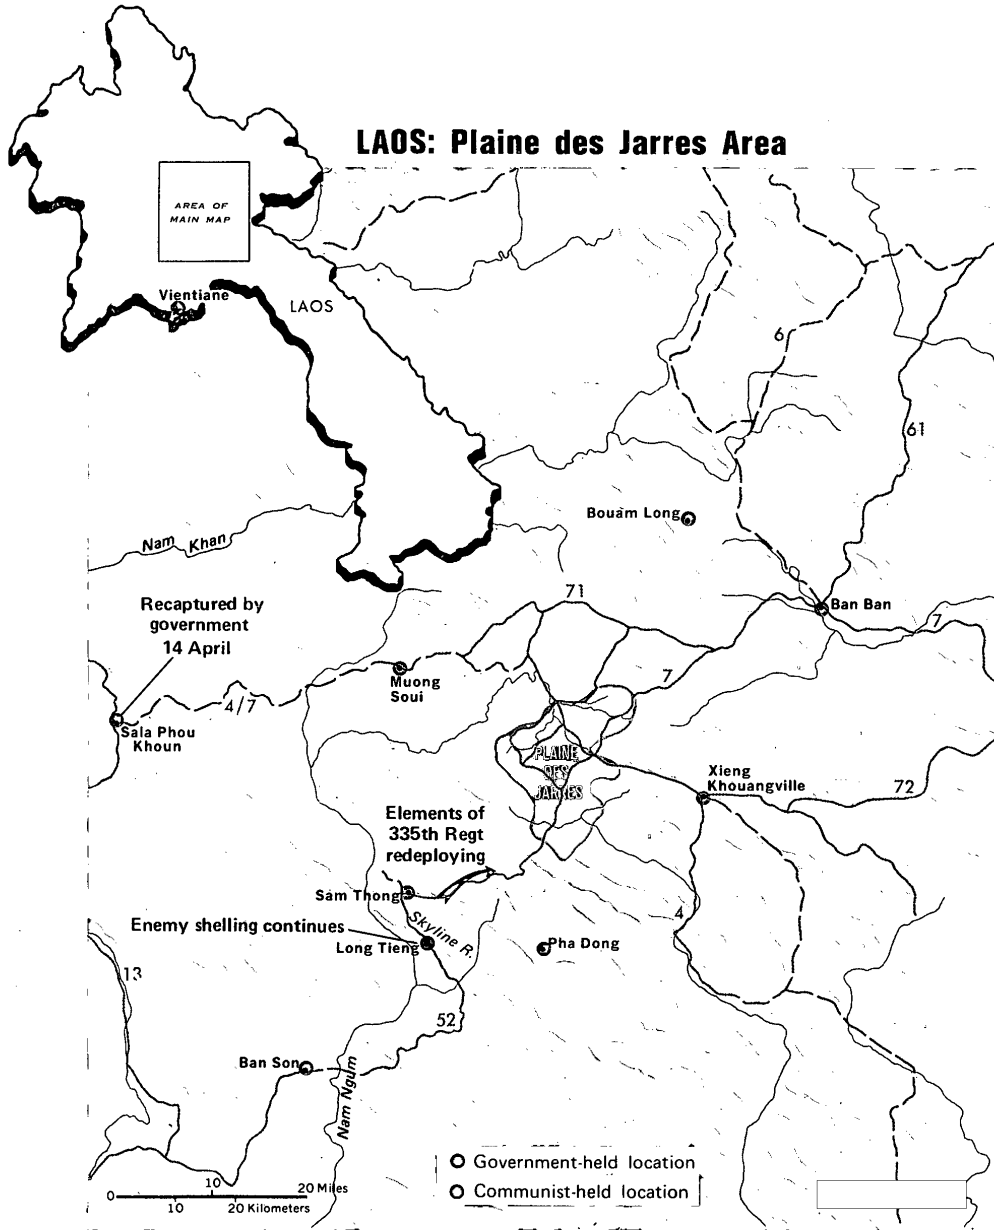 LAOS: Plaine des Jarres Area
AREA OF
MAIN MAP
Vientiane
LAOS
6
61
Bouam Long
Nam Khan
71
Ban Ban
7
Recaptured by
government
14 April
Muong
Soui
7
4/7
Sala Phou
Khoun
PLAINE
DES
JARRES
Xieng
Khouangville
72
Elements of
335th Regt
redeploying
Sam Thong
Skyline R.
4
Enemy shelling continues
Long Tieng
Pha Dong
13
52
Ban Son
Nam Ngum
Government-held location
Communist-held location
0 10 20 Miles
10 20 Kilometers